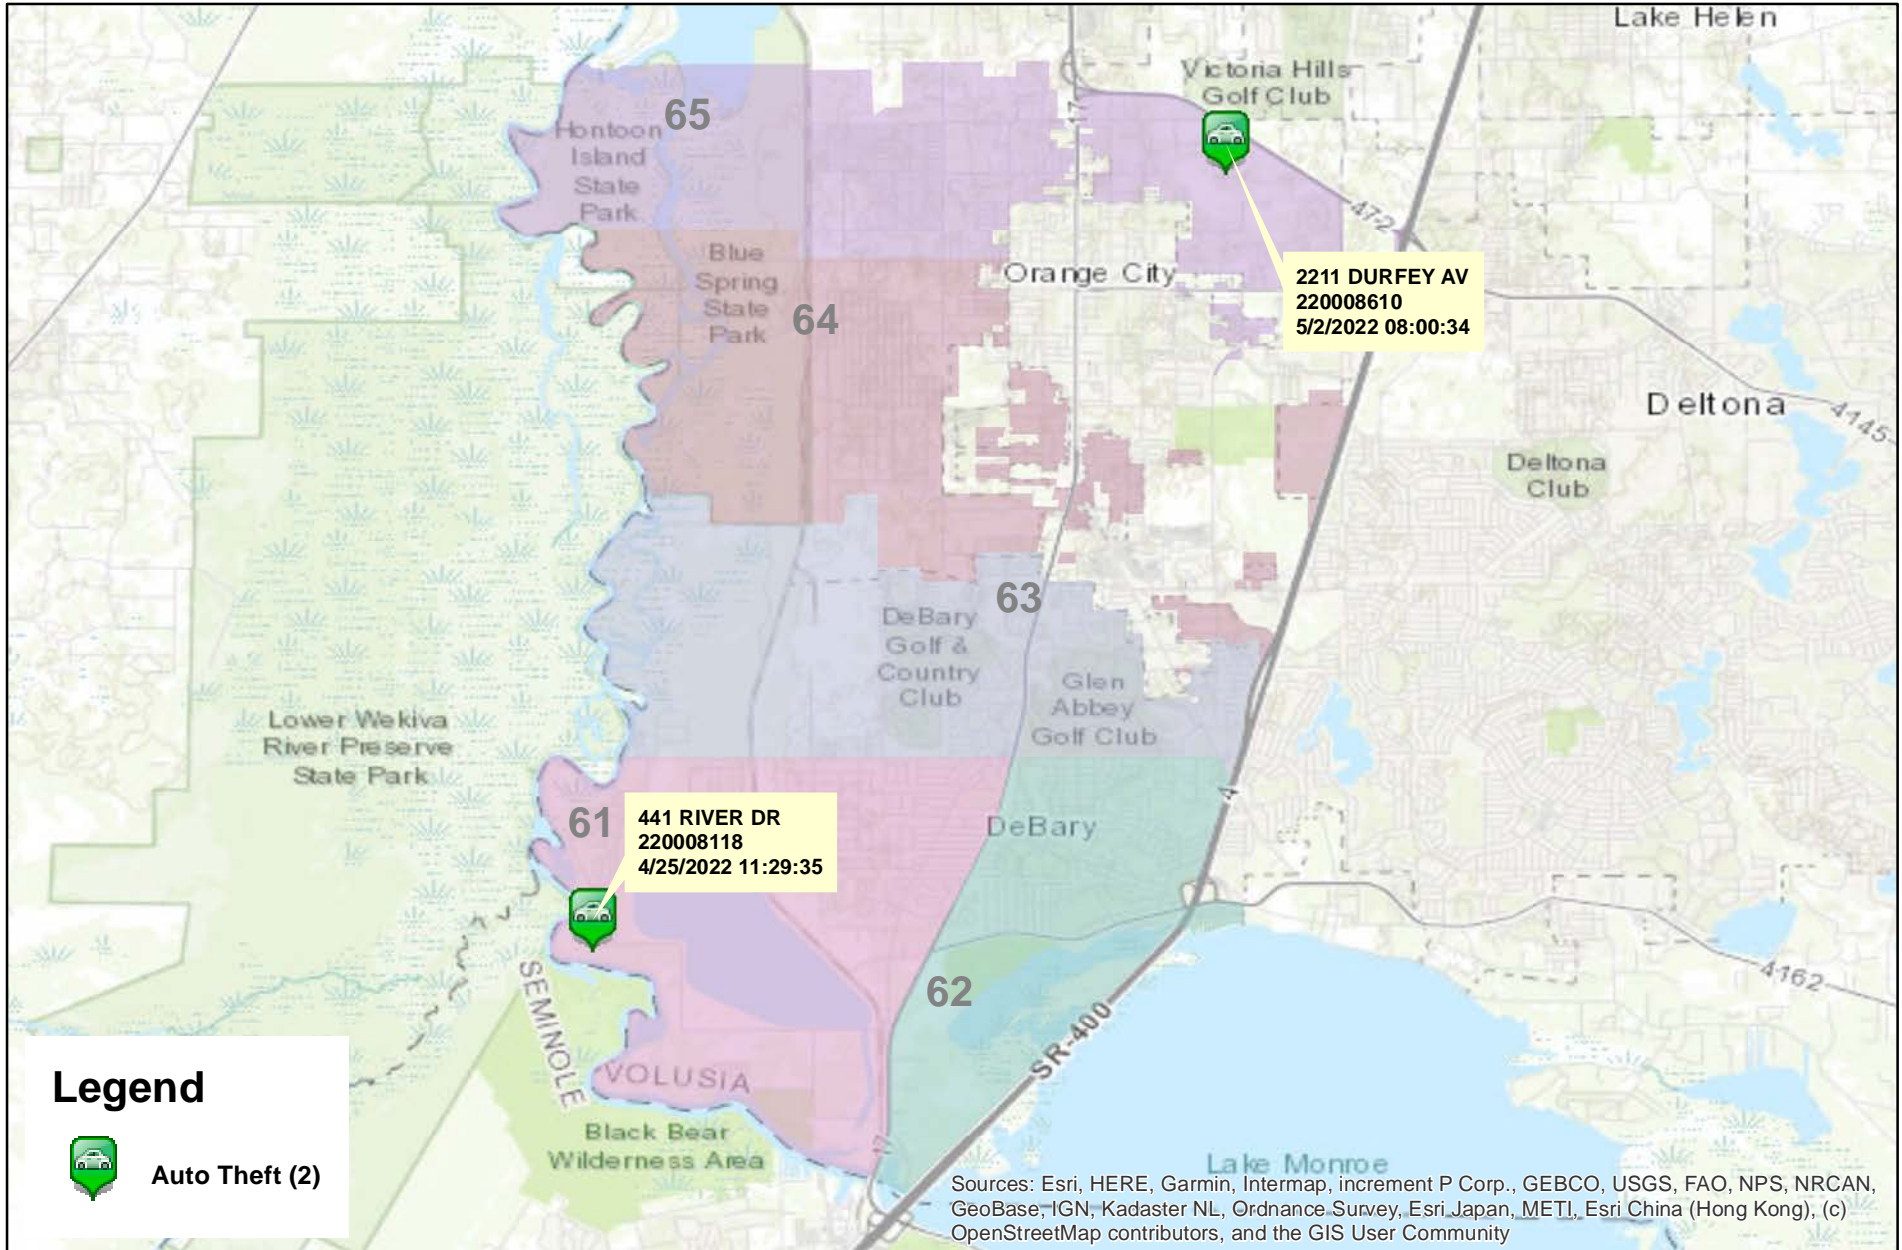 Lake Helen
Victoria Hills
Golf Club
65
Hontoon
Island
State
Park
17
472
2211 DURFEY AV
220008610
5/2/2022 08:00:34
Orange City
Blue
Spring
State
Park
64
Deltona
4145
Deltona
Club
63
DeBary
Golf &
Country
Club
Glen
Abbey
Golf Club
Lower Wekiva
River Preserve
State Park
4
61
441 RIVER DR
220008118
4/25/2022 11:29:35
DeBary
62
4162
SR-400
SEMINOLE
VOLUSIA
Black Bear
Wilderness Area
17
Lake Monroe
Legend
Auto Theft (2)
Sources: Esri, HERE, Garmin, Intermap, increment P Corp., GEBCO, USGS, FAO, NPS, NRCAN,
GeoBase, IGN, Kadaster NL, Ordnance Survey, Esri Japan, METI, Esri China (Hong Kong), (c)
OpenStreetMap contributors, and the GIS User Community